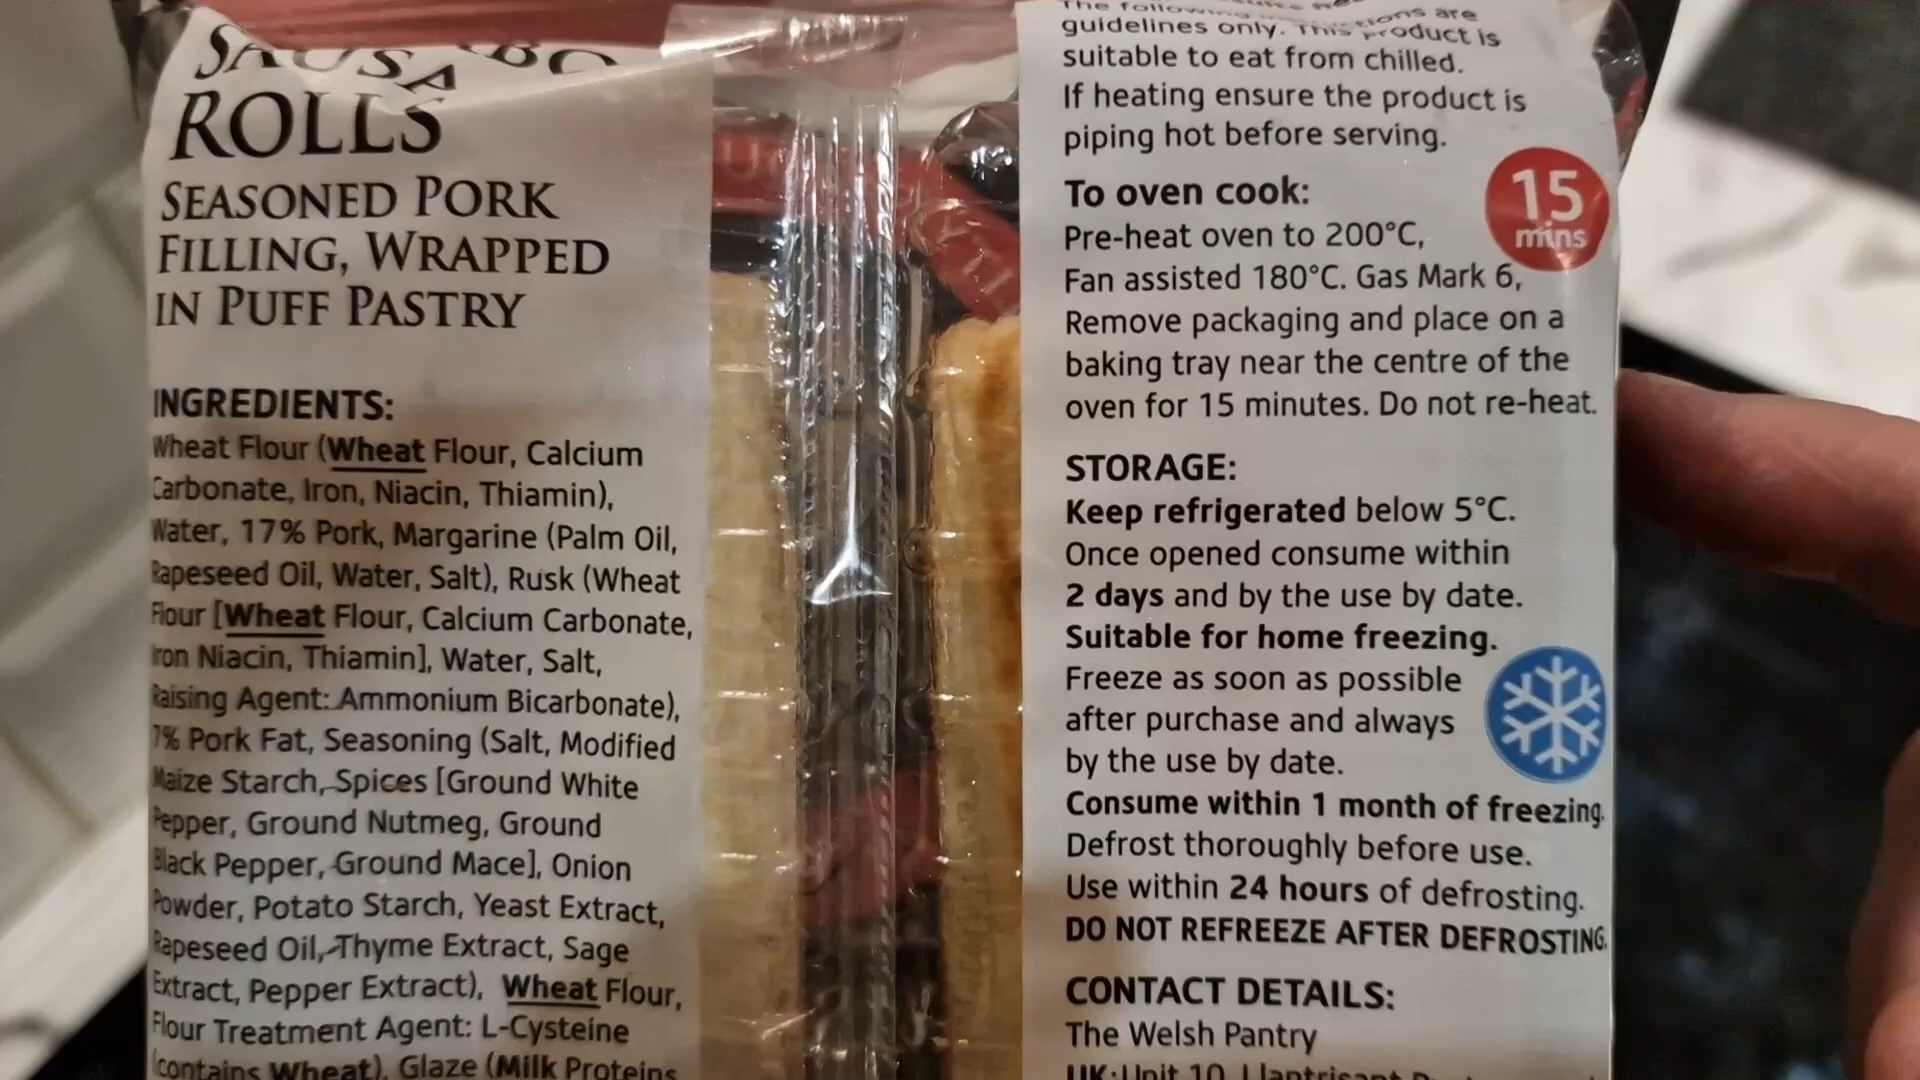 SAUSA
ROLLS
SEASONED PORK
FILLING, WRAPPED
IN PUFF PASTRY
INGREDIENTS:
Wheat Flour (Wheat Flour, Calcium
Carbonate, Iron, Niacin, Thiamin),
Water, 17% Pork, Margarine (Palm Oil,
Rapeseed Oil, Water, Salt), Rusk (Wheat
Flour [Wheat Flour, Calcium Carbonate,
Iron Niacin, Thiamin], Water, Salt,
Raising Agent: Ammonium Bicarbonate),
7% Pork Fat, Seasoning (Salt, Modified
Maize Starch, Spices [Ground White
Pepper, Ground Nutmeg, Ground
Black Pepper, Ground Mace], Onion
Powder, Potato Starch, Yeast Extract,
Rapeseed Oil, Thyme Extract, Sage
Extract, Pepper Extract), Wheat Flour,
Flour Treatment Agent: L-Cysteine
(contains Wheat), Glaze (Milk Proteins
guidelines only. This product is
suitable to eat from chilled.
If heating ensure the product is
piping hot before serving.
To oven cook:
15
mins
Pre-heat oven to 200°C,
Fan assisted 180°C. Gas Mark 6,
Remove packaging and place on a
baking tray near the centre of the
oven for 15 minutes. Do not re-heat.
STORAGE:
Keep refrigerated below 5°C.
Once opened consume within
2 days and by the use by date.
Suitable for home freezing.
Freeze as soon as possible
after purchase and always
by the use by date.
Consume within 1 month of freezing.
Defrost thoroughly before use.
Use within 24 hours of defrosting.
DO NOT REFREEZE AFTER DEFROSTING.
CONTACT DETAILS:
The Welsh Pantry
UK: Unit 10, Llantrisant